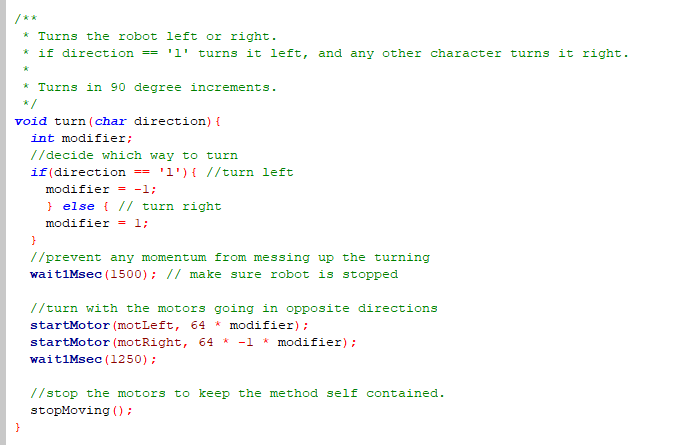 /**
 * Turns the robot left or right.
 * if direction == 'l' turns it left, and any other character turns it right.
 *
 * Turns in 90 degree increments.
 */
void turn(char direction){
  int modifier;
  //decide which way to turn
  if(direction == 'l'){ //turn left
    modifier = -1;
    } else { // turn right
    modifier = 1;
  }
  //prevent any momentum from messing up the turning
  wait1Msec(1500); // make sure robot is stopped

  //turn with the motors going in opposite directions
  startMotor(motLeft, 64 * modifier);
  startMotor(motRight, 64 * -1 * modifier);
  wait1Msec(1250);

  //stop the motors to keep the method self contained.
  stopMoving();
}